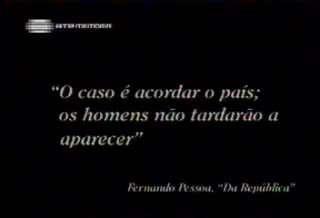 RTP MEMÓRIA
“O caso é acordar o país;
os homens não tardarão a
aparecer”
Fernando Pessoa, “Da República”